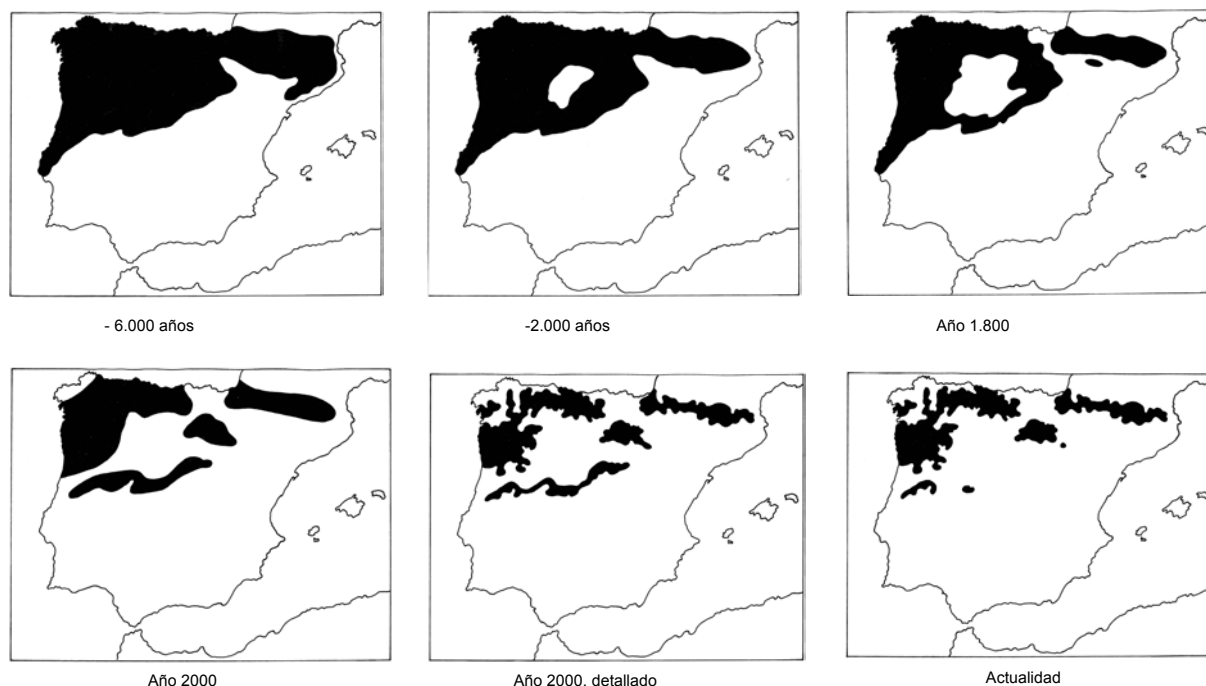 - 6.000 años
-2.000 años
Año 1.800
Año 2000
Año 2000. detallado
Actualidad